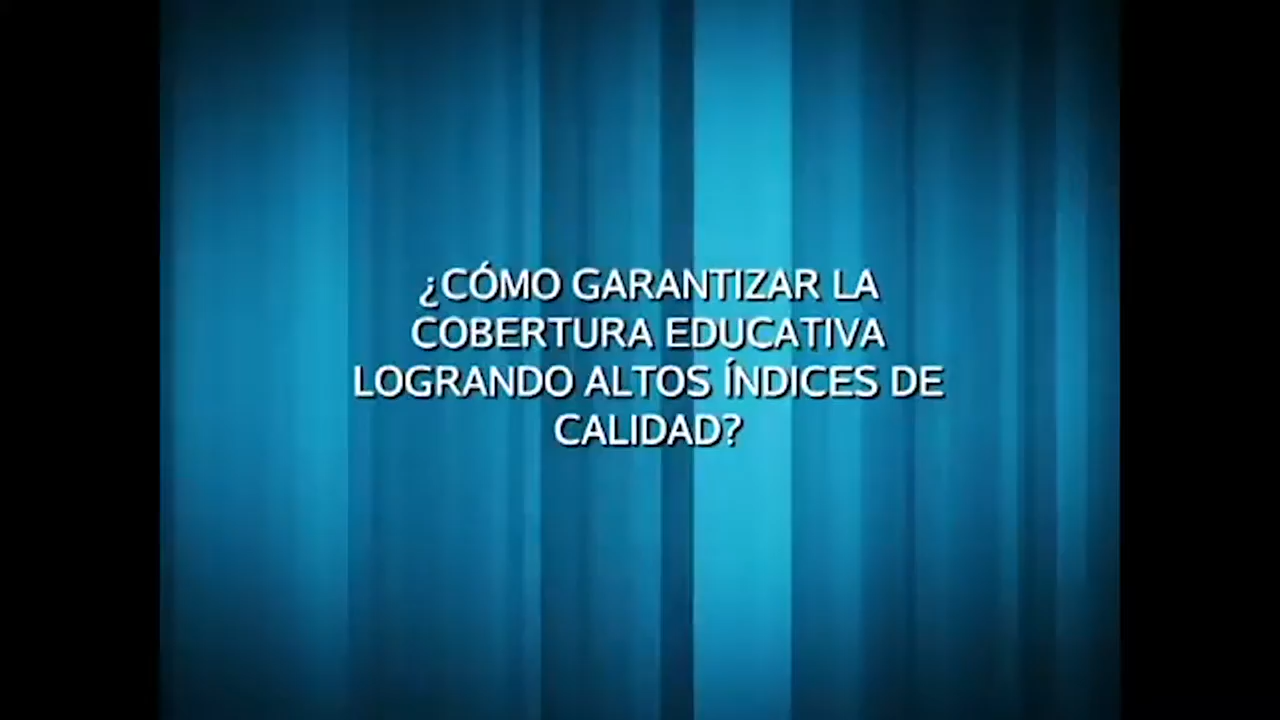 ¿CÓMO GARANTIZAR LA
COBERTURA EDUCATIVA
LOGRANDO ALTOS ÍNDICES DE
CALIDAD?